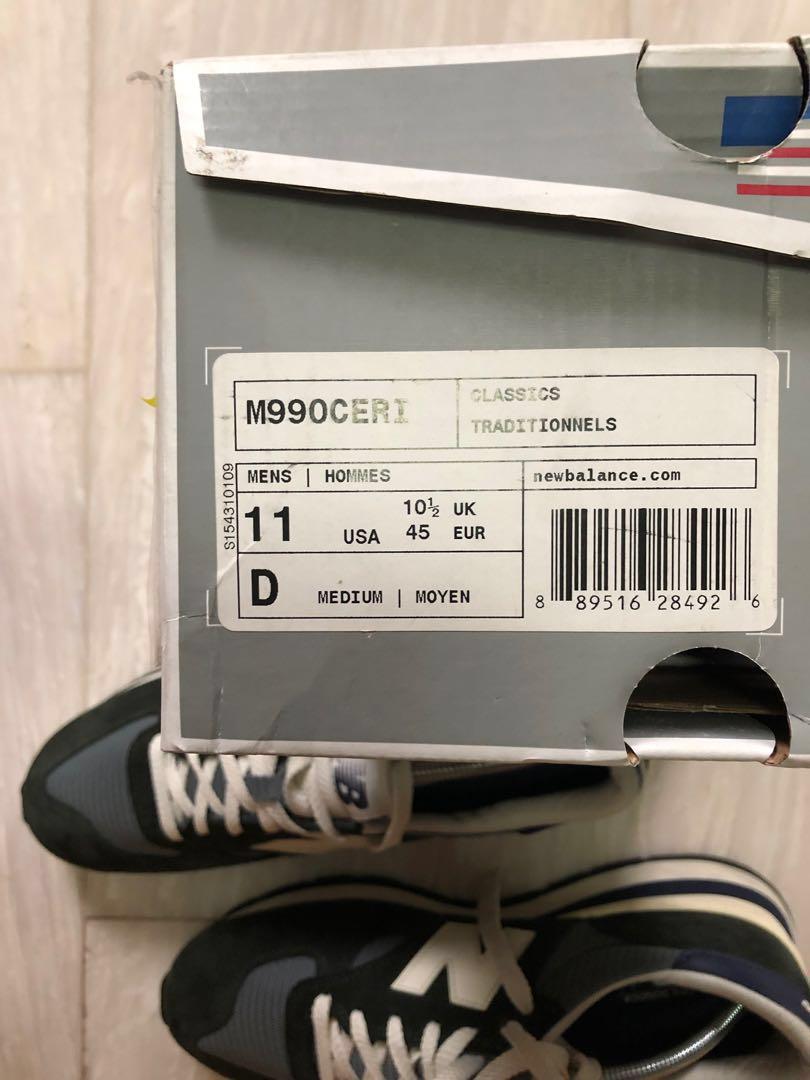 M990CERI
CLASSICS
TRADITIONNELS
MENS | HOMMES
newbalance.com
S154310109
11 USA 10½ UK
45 EUR
D MEDIUM | MOYEN
8 89516 28492 6
NB
N